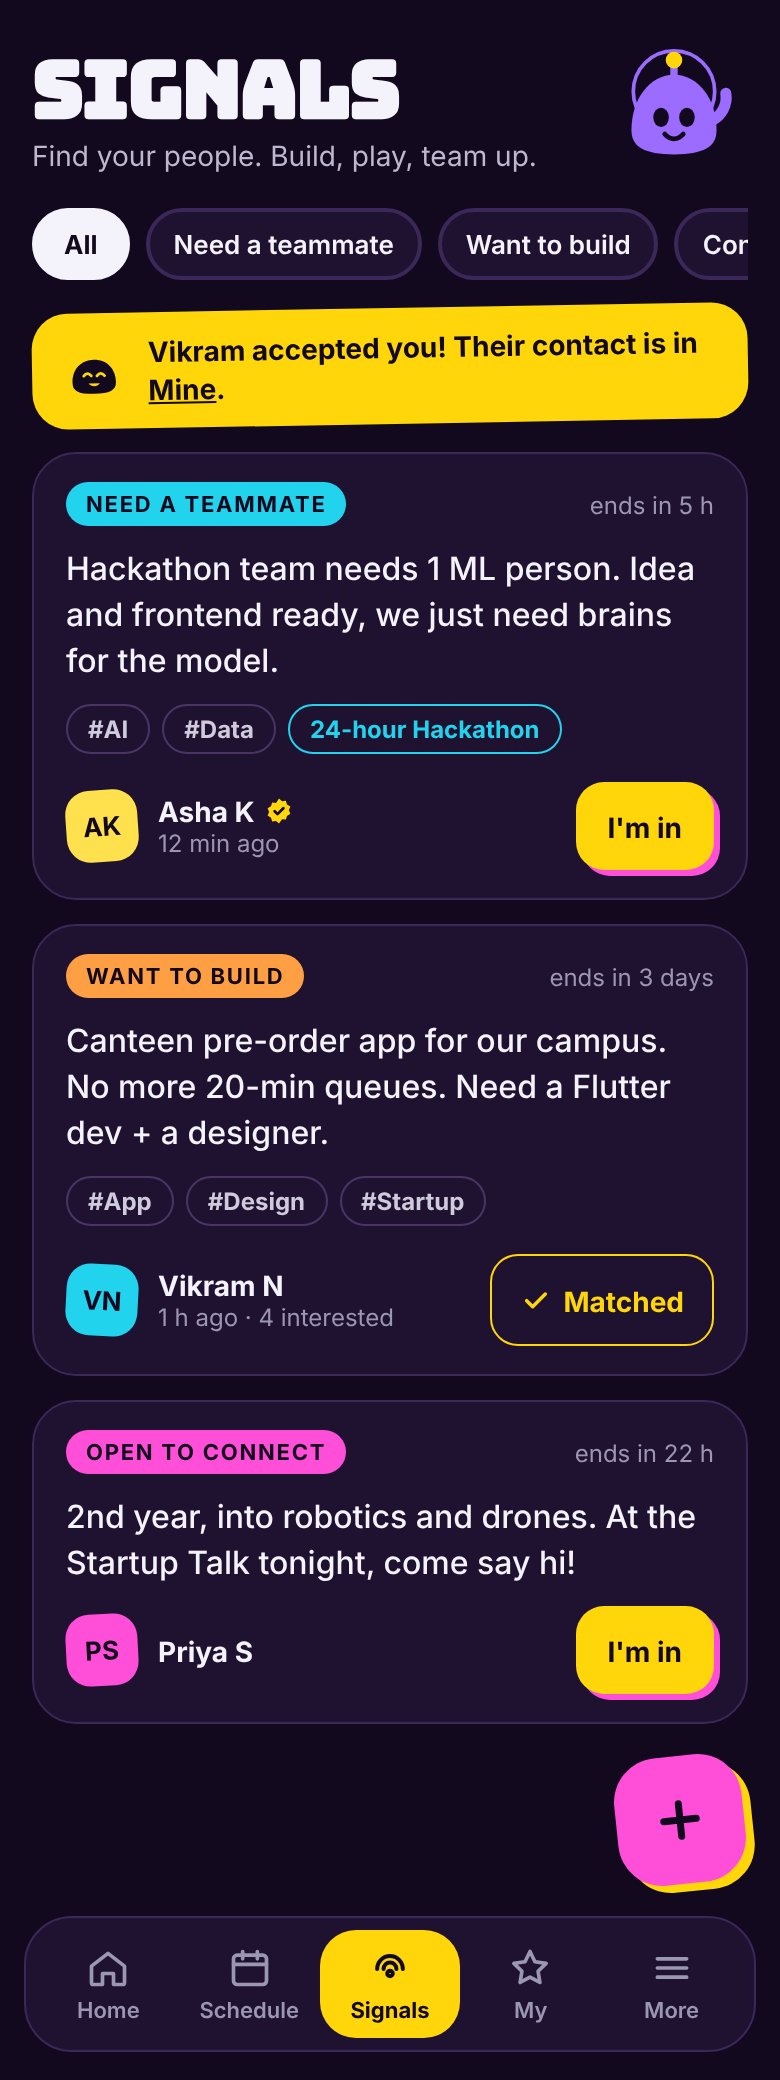 SIGNALS
Find your people. Build, play, team up.
All
Need a teammate
Want to build
Vikram accepted you! Their contact is in
Mine.
NEED A TEAMMATE
ends in 5 h
Hackathon team needs 1 ML person. Idea
and frontend ready, we just need brains
for the model.
#AI
#Data
24-hour Hackathon
AK
Asha K
12 min ago
I'm in
WANT TO BUILD
ends in 3 days
Canteen pre-order app for our campus.
No more 20-min queues. Need a Flutter
dev + a designer.
#App
#Design
#Startup
VN
Vikram N
1 h ago · 4 interested
Matched
OPEN TO CONNECT
ends in 22 h
2nd year, into robotics and drones. At the
Startup Talk tonight, come say hi!
PS
Priya S
I'm in
Home
Schedule
Signals
My
More